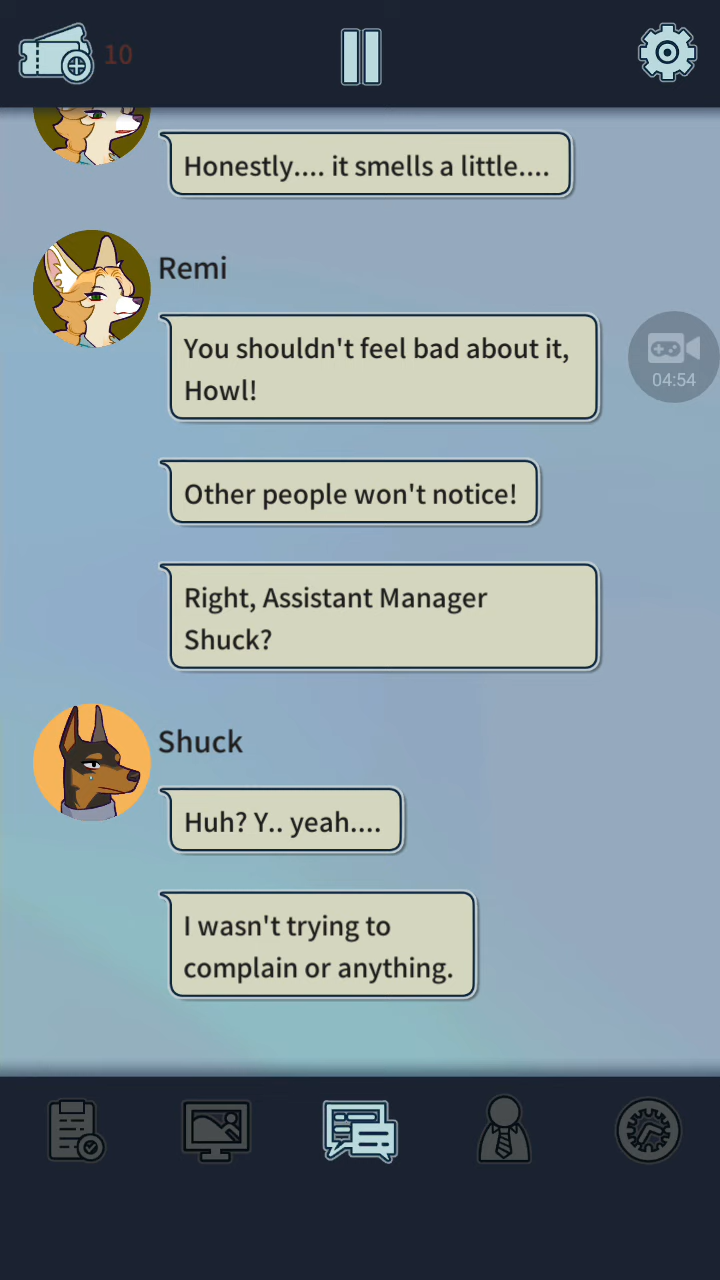 10
Honestly.... it smells a little....
Remi
You shouldn't feel bad about it,
Howl!
04:54
Other people won't notice!
Right, Assistant Manager
Shuck?
Shuck
Huh? Y.. yeah....
I wasn't trying to
complain or anything.